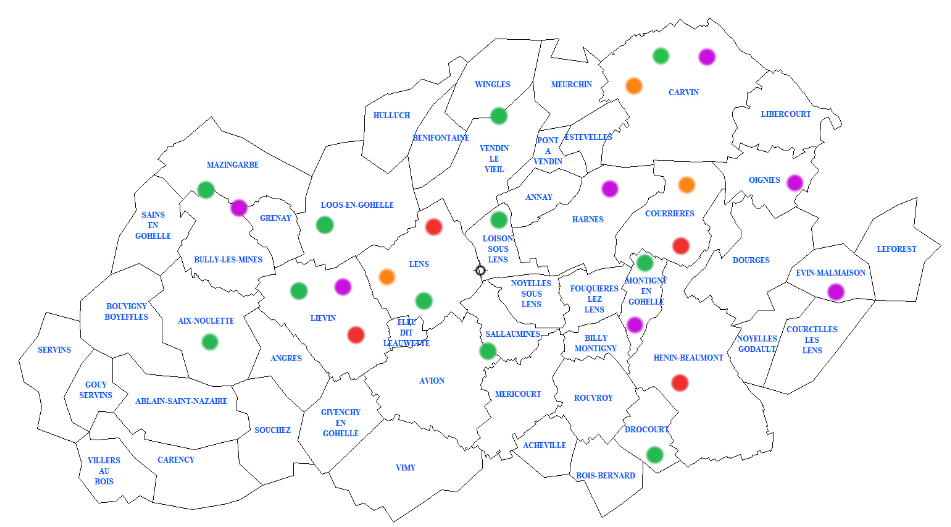 WINGLES
MEURCHIN
CARVIN
HULLUCH
LIBERCOURT
BENIFONTAINE
ESTEVELLES
VENDIN
LE
VIEIL
PONT
A
VENDIN
MAZINGARBE
OIGNIES
ANNAY
LOOS-EN-GOHELLE
GRENAY
HARNES
COURRIERES
SAINS
EN
GOHELLE
LOISON
SOUS
LENS
LEFOREST
BULLY-LES-MINES
LENS
DOURGES
EVIN-MALMAISON
MONTIGNY
EN
GOHELLE
NOYELLES
SOUS
LENS
FOUQUIERES
LEZ
LENS
BOUVIGNY
BOYEFFLES
AIX-NOULETTE
LIEVIN
ELEU
DIT
LEAUWETTE
SALLAUMINES
BILLY
MONTIGNY
NOYELLES
GODAULT
COURCELLES
LES
LENS
SERVINS
ANGRES
HENIN-BEAUMONT
GOUY
SERVINS
AVION
ABLAIN-SAINT-NAZAIRE
MERICOURT
ROUVROY
GIVENCHY
EN
GOHELLE
SOUCHEZ
DROCOURT
ACHEVILLE
VILLERS
AU
BOIS
CARENCY
VIMY
BOIS-BERNARD